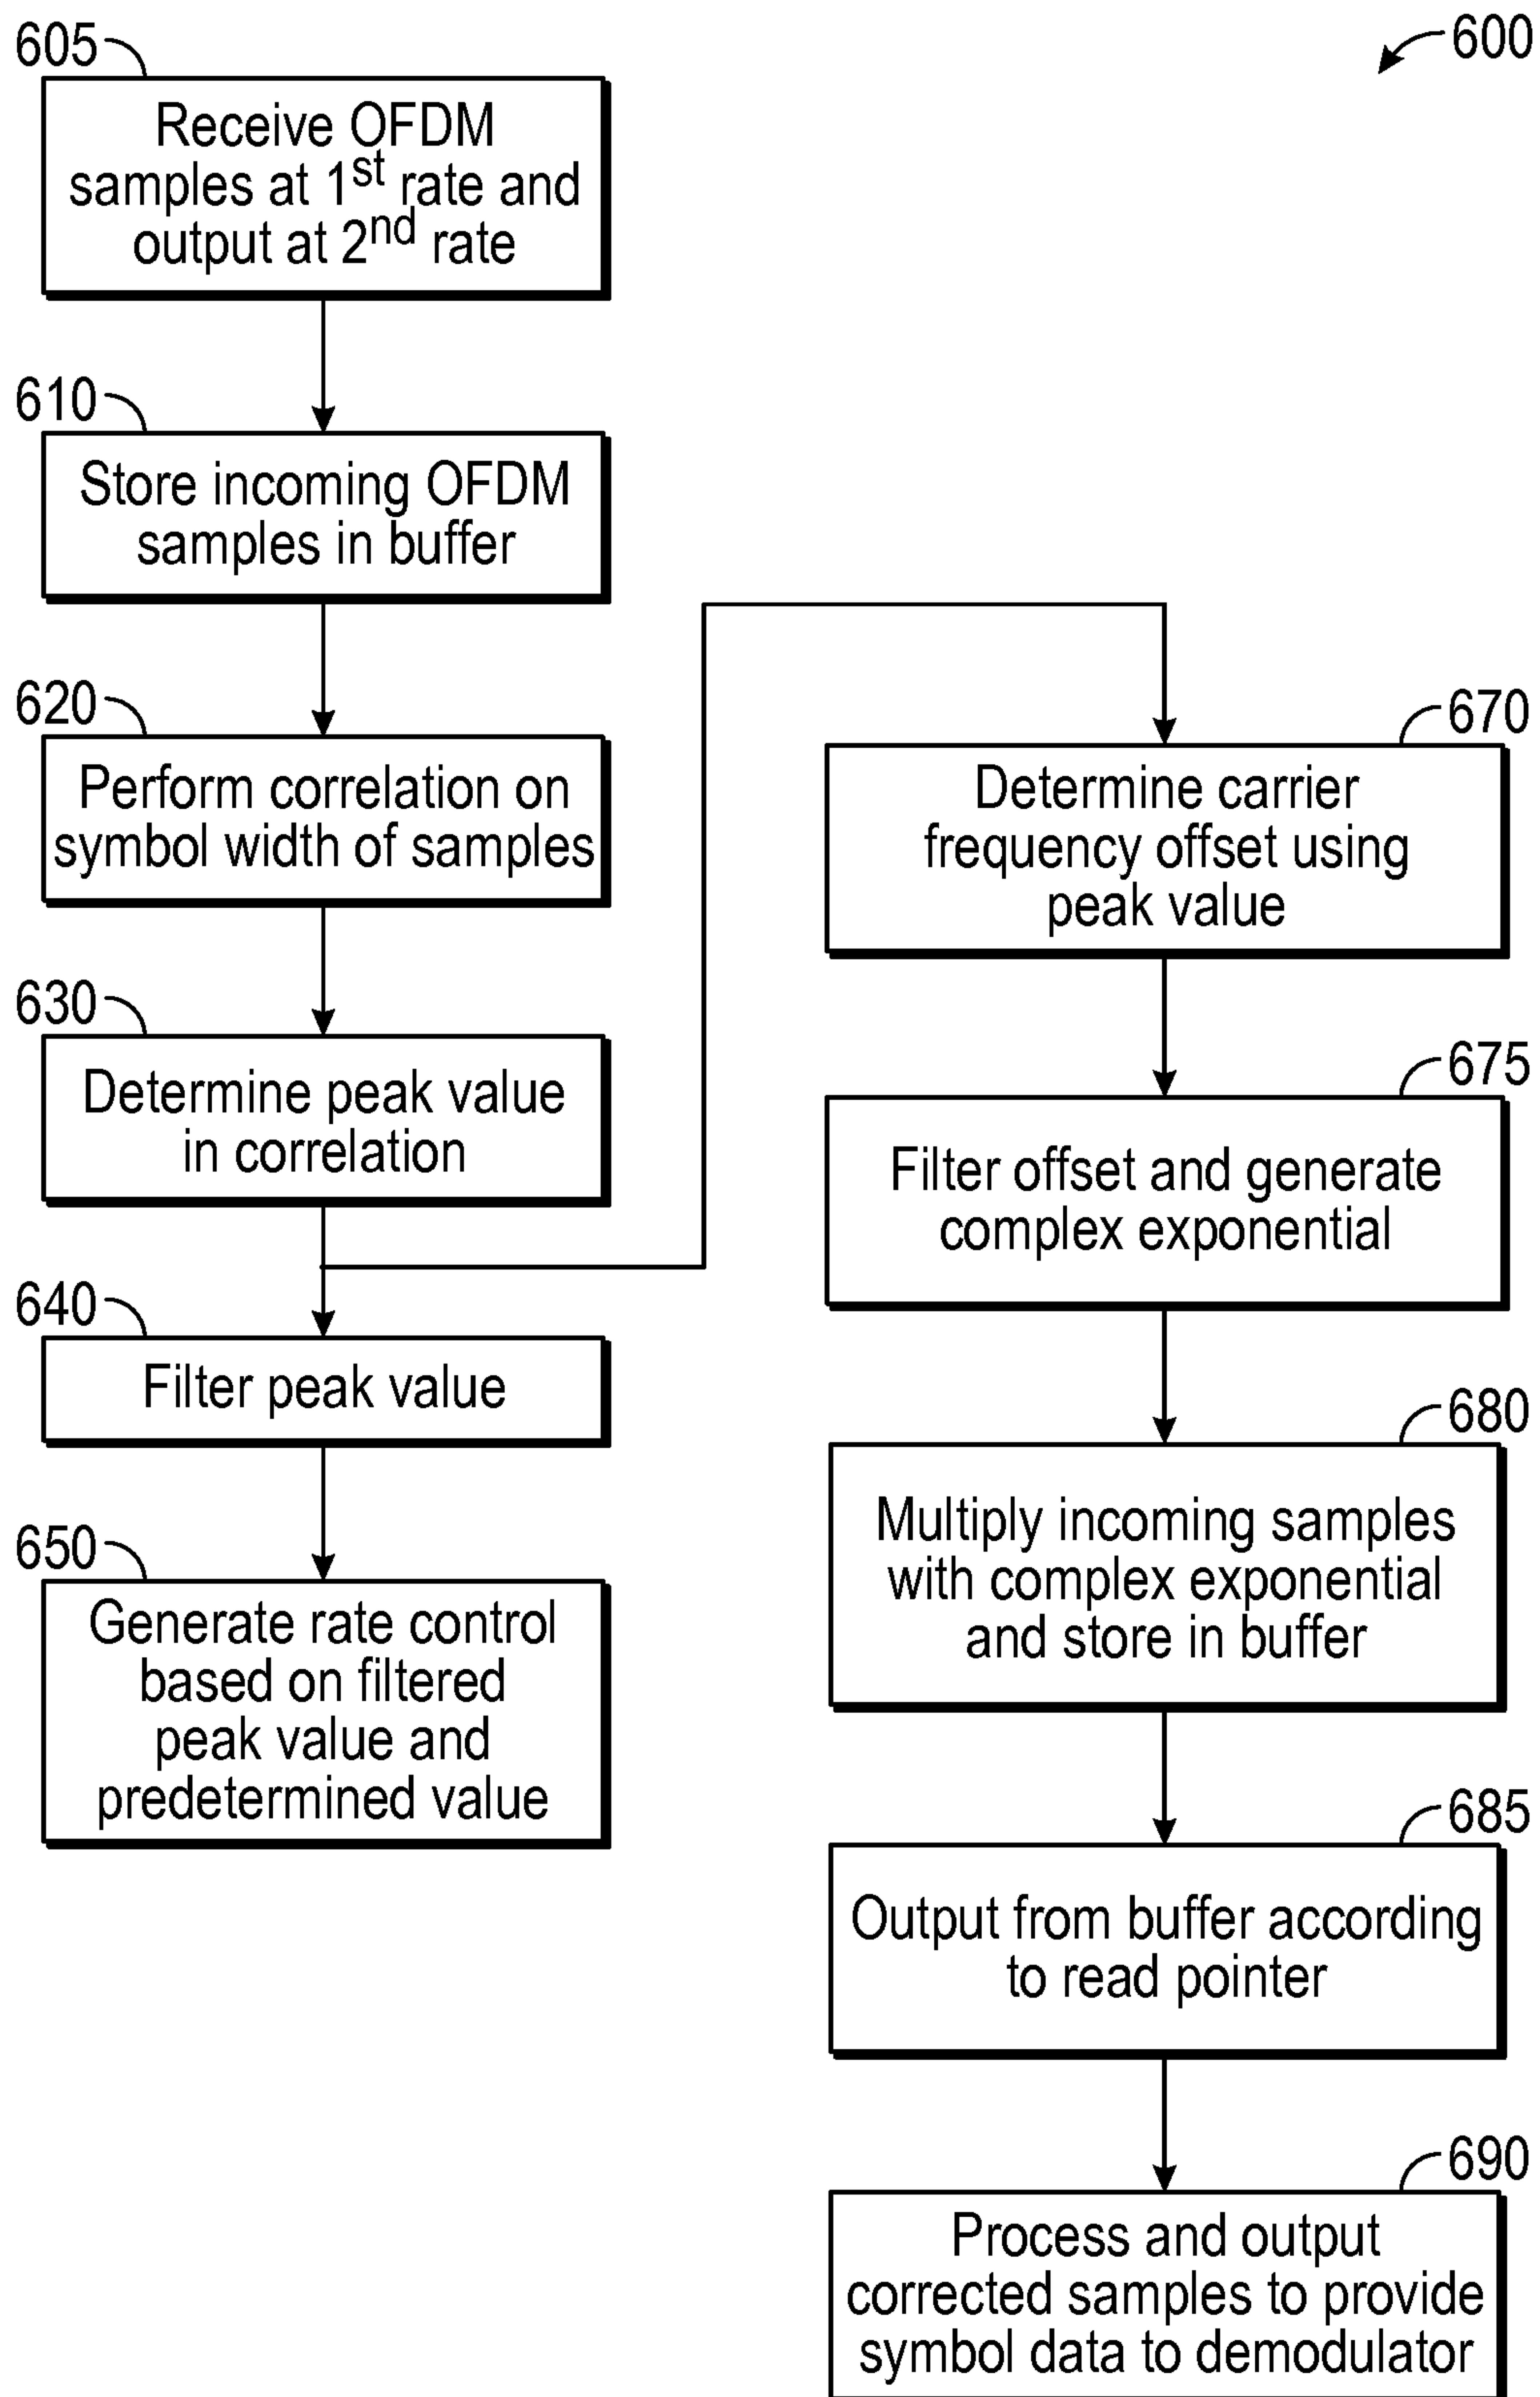 600
605
Receive OFDM
samples at 1st rate and
output at 2nd rate
610
Store incoming OFDM
samples in buffer
620
Perform correlation on
symbol width of samples
630
Determine peak value
in correlation
640
Filter peak value
650
Generate rate control
based on filtered
peak value and
predetermined value
670
Determine carrier
frequency offset using
peak value
675
Filter offset and generate
complex exponential
680
Multiply incoming samples
with complex exponential
and store in buffer
685
Output from buffer according
to read pointer
690
Process and output
corrected samples to provide
symbol data to demodulator